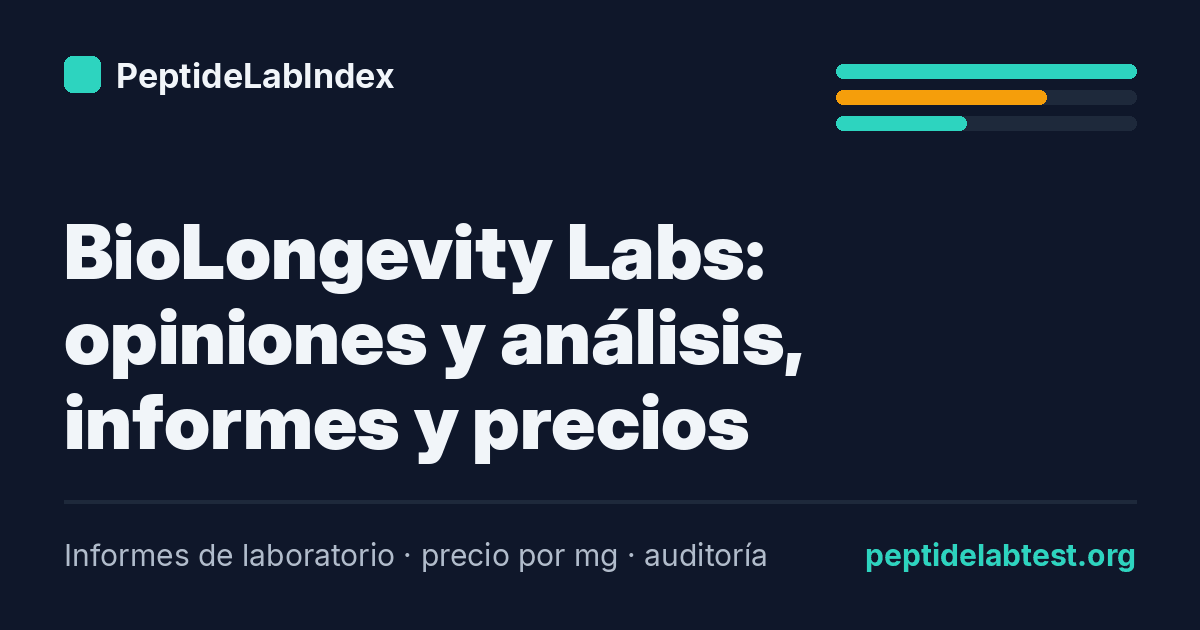 PeptideLabIndex
BioLongevity Labs:
opiniones y análisis,
informes y precios
Informes de laboratorio · precio por mg · auditoría
peptidelabtest.org